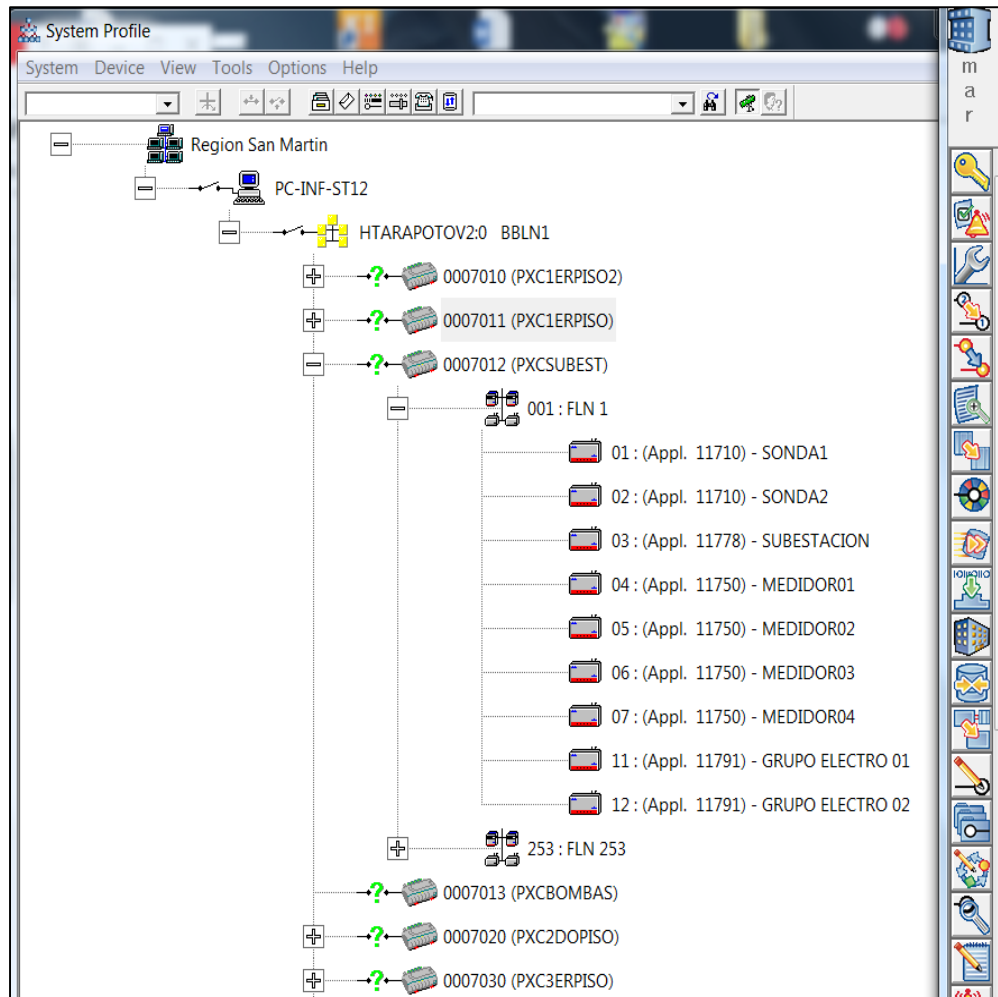 System Profile
System Device View Tools Options Help
m
a
r
Region San Martin
PC-INF-ST12
HTARAPOTOV2:0 BBLN1
0007010 (PXC1ERPISO2)
0007011 (PXC1ERPISO)
0007012 (PXCSUBEST)
001 : FLN 1
01 : (Appl. 11710) - SONDA1
02 : (Appl. 11710) - SONDA2
03 : (Appl. 11778) - SUBESTACION
04 : (Appl. 11750) - MEDIDOR01
05 : (Appl. 11750) - MEDIDOR02
06 : (Appl. 11750) - MEDIDOR03
07 : (Appl. 11750) - MEDIDOR04
11 : (Appl. 11791) - GRUPO ELECTRO 01
12 : (Appl. 11791) - GRUPO ELECTRO 02
253 : FLN 253
0007013 (PXCBOMBAS)
0007020 (PXC2DOPISO)
0007030 (PXC3ERPISO)